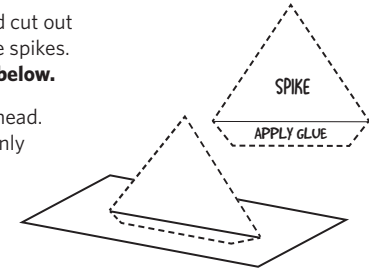 d cut out
e spikes.
below.
head.
nly
SPIKE
APPLY GLUE